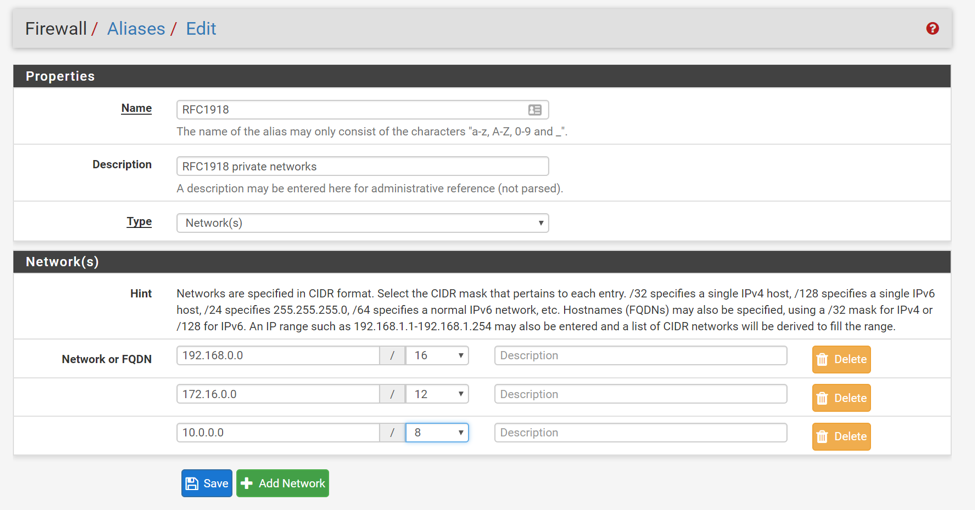 Firewall / Aliases / Edit
Properties
Name RFC1918
The name of the alias may only consist of the characters "a-z, A-Z, 0-9 and _".
Description RFC1918 private networks
A description may be entered here for administrative reference (not parsed).
Type Network(s)
Network(s)
Hint Networks are specified in CIDR format. Select the CIDR mask that pertains to each entry. /32 specifies a single IPv4 host, /128 specifies a single IPv6
host, /24 specifies 255.255.255.0, /64 specifies a normal IPv6 network, etc. Hostnames (FQDNs) may also be specified, using a /32 mask for IPv4 or
/128 for IPv6. An IP range such as 192.168.1.1-192.168.1.254 may also be entered and a list of CIDR networks will be derived to fill the range.
Network or FQDN 192.168.0.0 / 16 Description Delete
172.16.0.0 / 12 Description Delete
10.0.0.0 / 8 Description Delete
Save Add Network